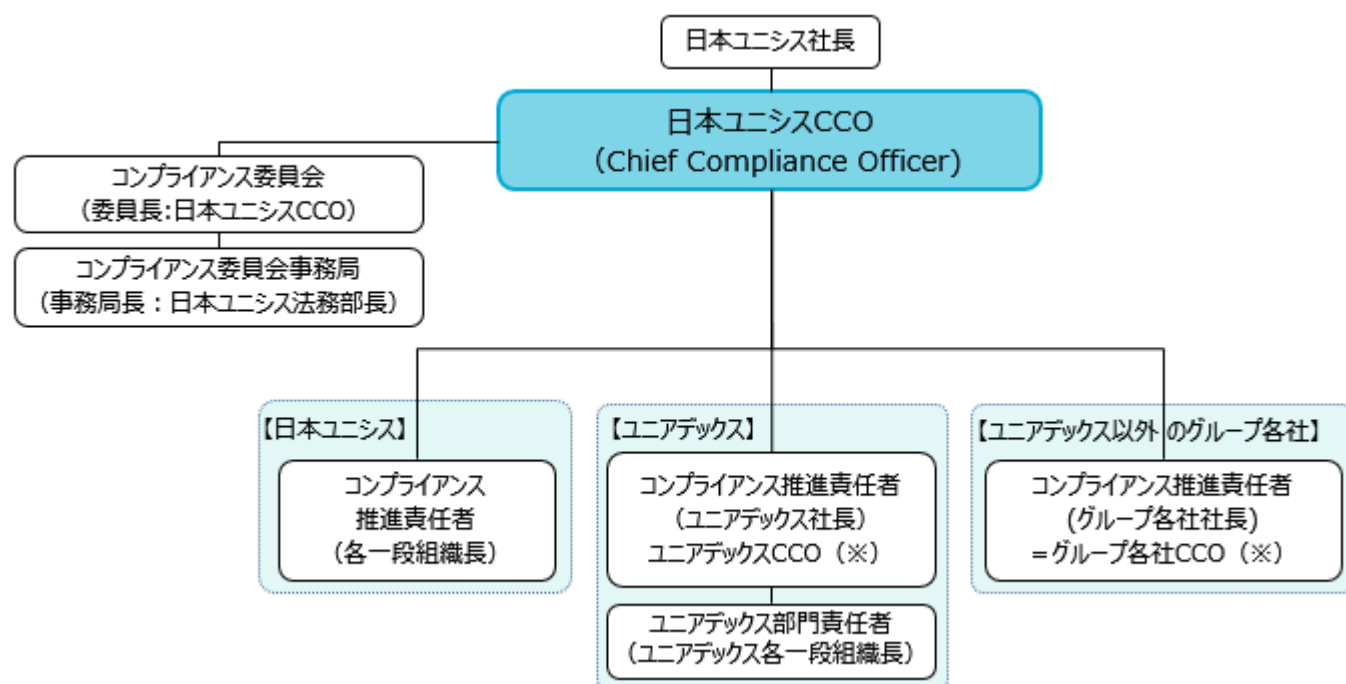 日本ユニシス社長
日本ユニシスCCO
（Chief Compliance Officer)
コンプライアンス委員会
（委員長:日本ユニシスCCO）
コンプライアンス委員会事務局
（事務局長：日本ユニシス法務部長）
【日本ユニシス】
コンプライアンス
推進責任者
（各一段組織長）
【ユニアデックス】
コンプライアンス推進責任者
（ユニアデックス社長）
ユニアデックスCCO（※）
ユニアデックス部門責任者
（ユニアデックス各一段組織長）
【ユニアデックス以外 のグループ各社】
コンプライアンス推進責任者
(グループ各社社長)
＝グループ各社CCO（※）